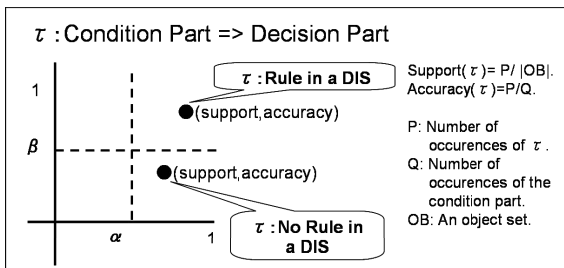 τ : Condition Part => Decision Part
τ : Rule in a DIS
1
(support,accuracy)
β
(support,accuracy)
α
1
τ : No Rule in
a DIS
Support( τ )= P/ |OB|.
Accuracy( τ )=P/Q.
P: Number of
occurences of τ .
Q: Number of
occurences of the
condition part.
OB: An object set.